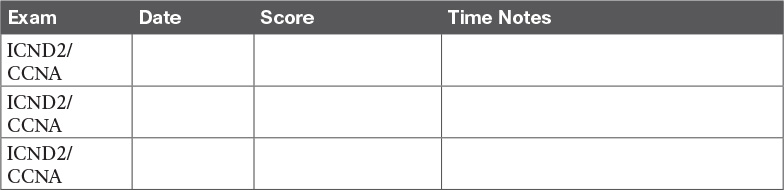 Exam Date Score Time Notes
ICND2/
CCNA
ICND2/
CCNA
ICND2/
CCNA